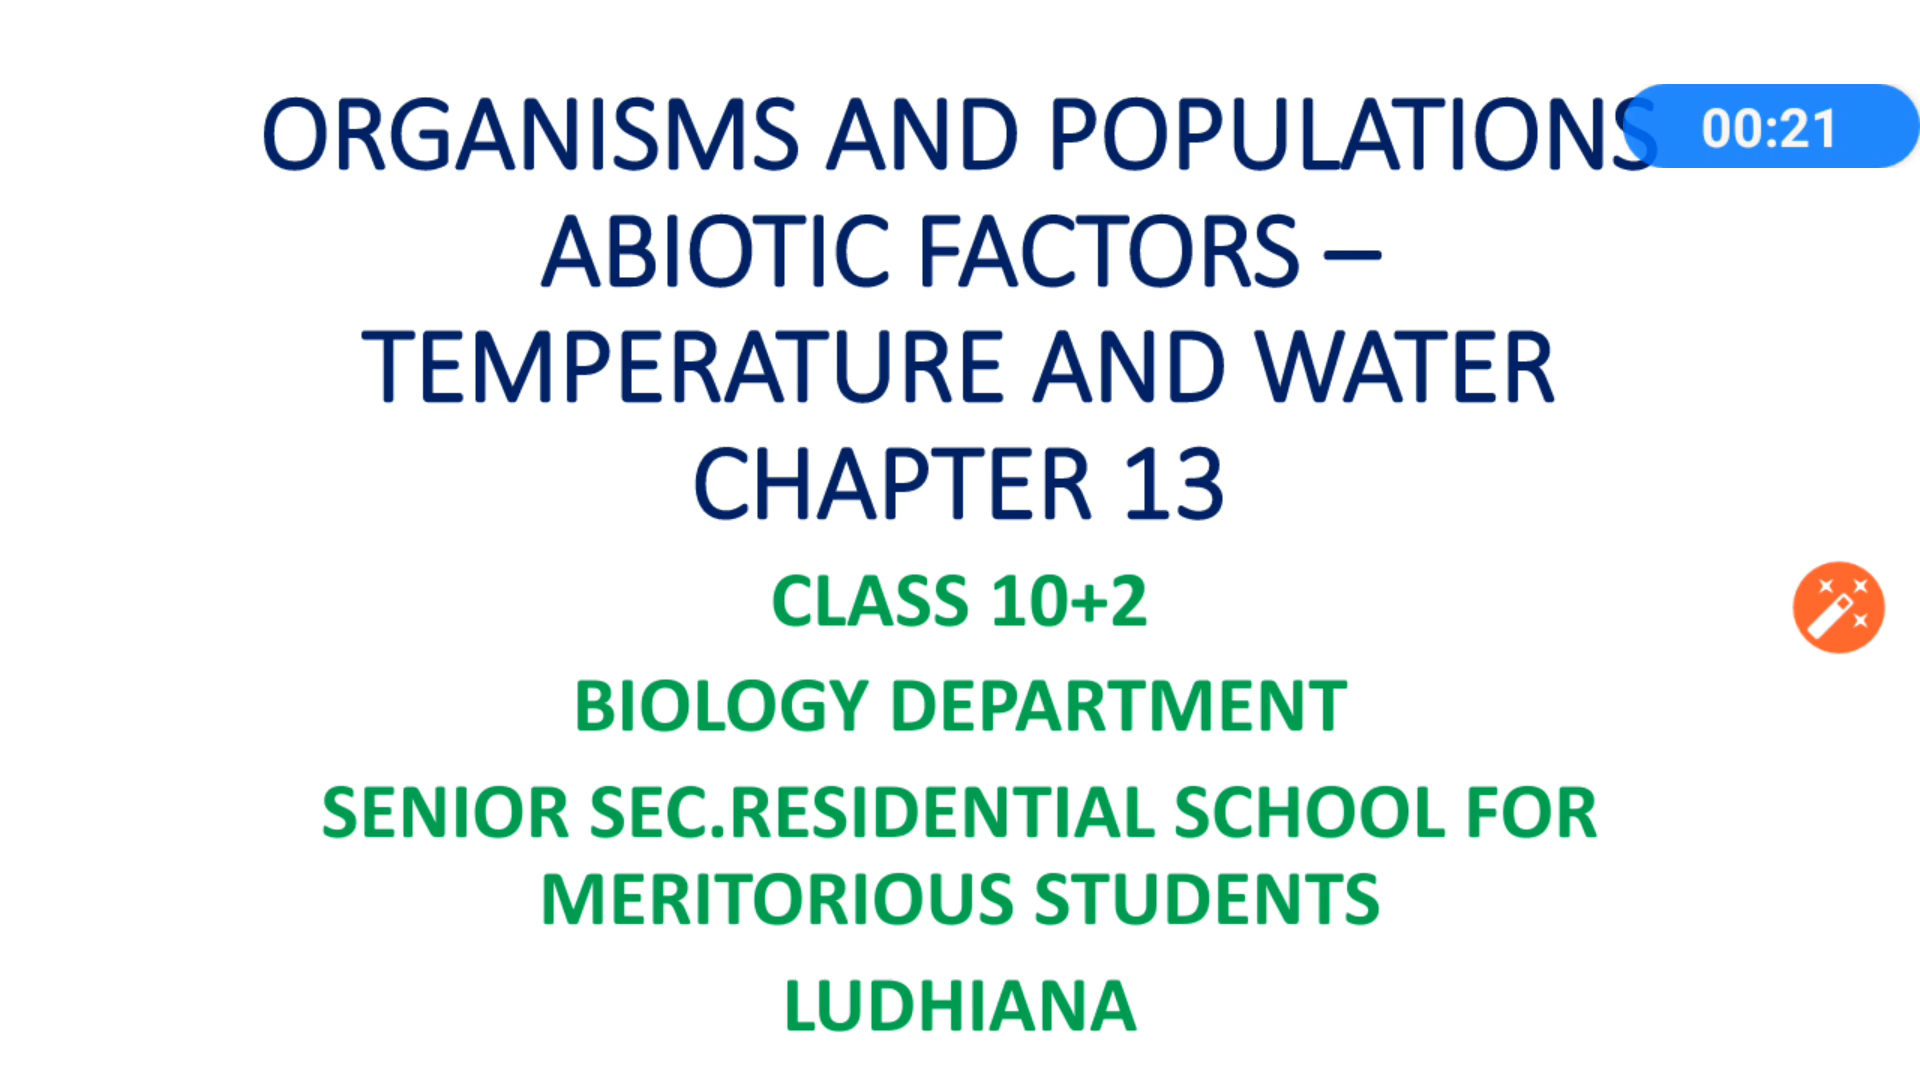 ORGANISMS AND POPULATIONS
00:21
ABIOTIC FACTORS –
TEMPERATURE AND WATER
CHAPTER 13
CLASS 10+2
BIOLOGY DEPARTMENT
SENIOR SEC.RESIDENTIAL SCHOOL FOR
MERITORIOUS STUDENTS
LUDHIANA